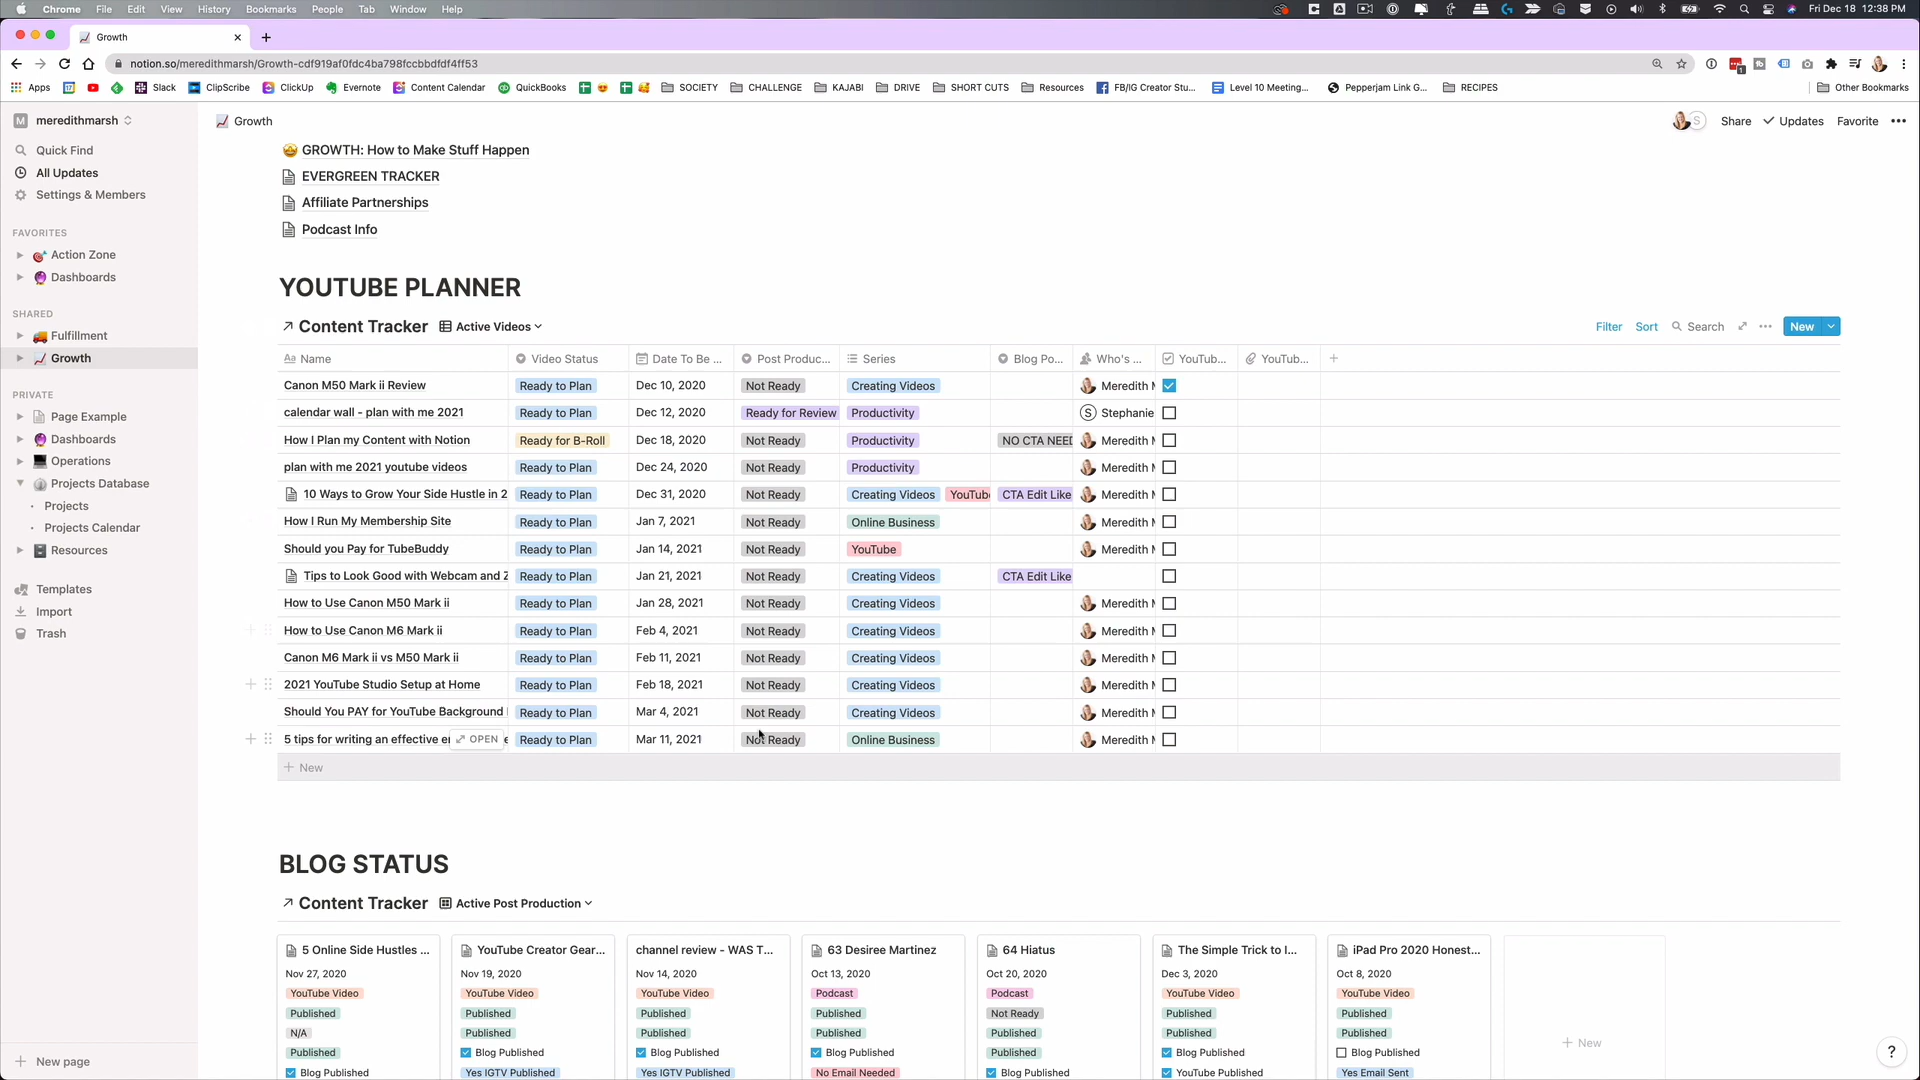 Chrome File Edit View History Bookmarks People Tab Window Help Fri Dec 18 12:38 PM
Growth
notion.so/meredithmarsh/Growth-cdf919af0fdc4ba798fccbbdfdf4ff53
Apps Slack ClipScribe ClickUp Evernote Content Calendar QuickBooks SOCIETY CHALLENGE KAJABI DRIVE SHORT CUTS Resources FB/IG Creator Stu... Level 10 Meeting... Pepperjam Link G... RECIPES Other Bookmarks
M meredithmarsh
Quick Find
All Updates
Settings & Members
FAVORITES
Action Zone
Dashboards
SHARED
Fulfillment
Growth
PRIVATE
Page Example
Dashboards
Operations
Projects Database
Projects
Projects Calendar
Resources
Templates
Import
Trash
New page
Growth S Share Updates Favorite
GROWTH: How to Make Stuff Happen
EVERGREEN TRACKER
Affiliate Partnerships
Podcast Info
YOUTUBE PLANNER
Content Tracker Active Videos Filter Sort Search New
Aa Name Video Status Date To Be ... Post Produc... Series Blog Po... Who's ... YouTub... YouTub...
Canon M50 Mark ii Review Ready to Plan Dec 10, 2020 Not Ready Creating Videos Meredith M
calendar wall - plan with me 2021 Ready to Plan Dec 12, 2020 Ready for Review Productivity S Stephanie
How I Plan my Content with Notion Ready for B-Roll Dec 18, 2020 Not Ready Productivity NO CTA NEED Meredith M
plan with me 2021 youtube videos Ready to Plan Dec 24, 2020 Not Ready Productivity Meredith M
10 Ways to Grow Your Side Hustle in 2 Ready to Plan Dec 31, 2020 Not Ready Creating Videos YouTube CTA Edit Like Meredith M
How I Run My Membership Site Ready to Plan Jan 7, 2021 Not Ready Online Business Meredith M
Should you Pay for TubeBuddy Ready to Plan Jan 14, 2021 Not Ready YouTube Meredith M
Tips to Look Good with Webcam and Z Ready to Plan Jan 21, 2021 Not Ready Creating Videos CTA Edit Like
How to Use Canon M50 Mark ii Ready to Plan Jan 28, 2021 Not Ready Creating Videos Meredith M
How to Use Canon M6 Mark ii Ready to Plan Feb 4, 2021 Not Ready Creating Videos Meredith M
Canon M6 Mark ii vs M50 Mark ii Ready to Plan Feb 11, 2021 Not Ready Creating Videos Meredith M
2021 YouTube Studio Setup at Home Ready to Plan Feb 18, 2021 Not Ready Creating Videos Meredith M
Should You PAY for YouTube Background Ready to Plan Mar 4, 2021 Not Ready Creating Videos Meredith M
5 tips for writing an effective e OPEN Ready to Plan Mar 11, 2021 Not Ready Online Business Meredith M
+ New
BLOG STATUS
Content Tracker Active Post Production
5 Online Side Hustles ... YouTube Creator Gear... channel review - WAS T... 63 Desiree Martinez 64 Hiatus The Simple Trick to I... iPad Pro 2020 Honest...
Nov 27, 2020 Nov 19, 2020 Nov 14, 2020 Oct 13, 2020 Oct 20, 2020 Dec 3, 2020 Oct 8, 2020
YouTube Video YouTube Video YouTube Video Podcast Podcast YouTube Video YouTube Video
Published Published Published Published Not Ready Published Published
N/A Published Published Published Published Published Published
Published Blog Published Blog Published Blog Published Published Blog Published Blog Published
Blog Published Yes IGTV Published Yes IGTV Published No Email Needed Blog Published YouTube Published Yes Email Sent
+ New
?